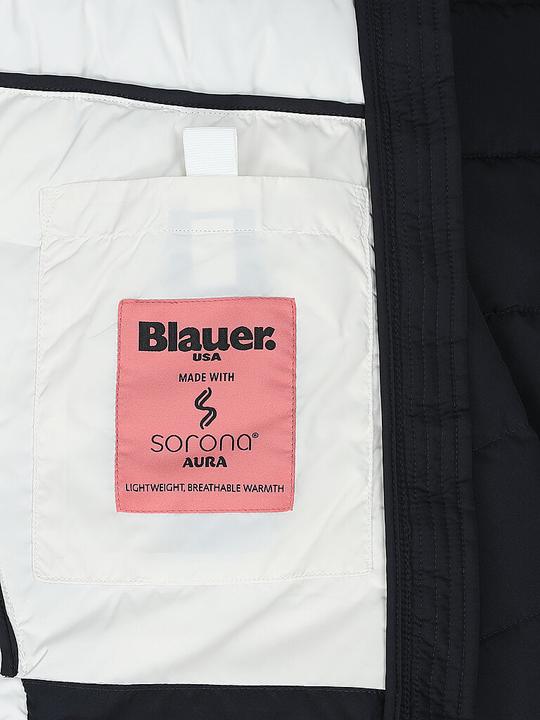 Blauer.
USA
MADE WITH
sorona®
AURA
LIGHTWEIGHT, BREATHABLE WARMTH